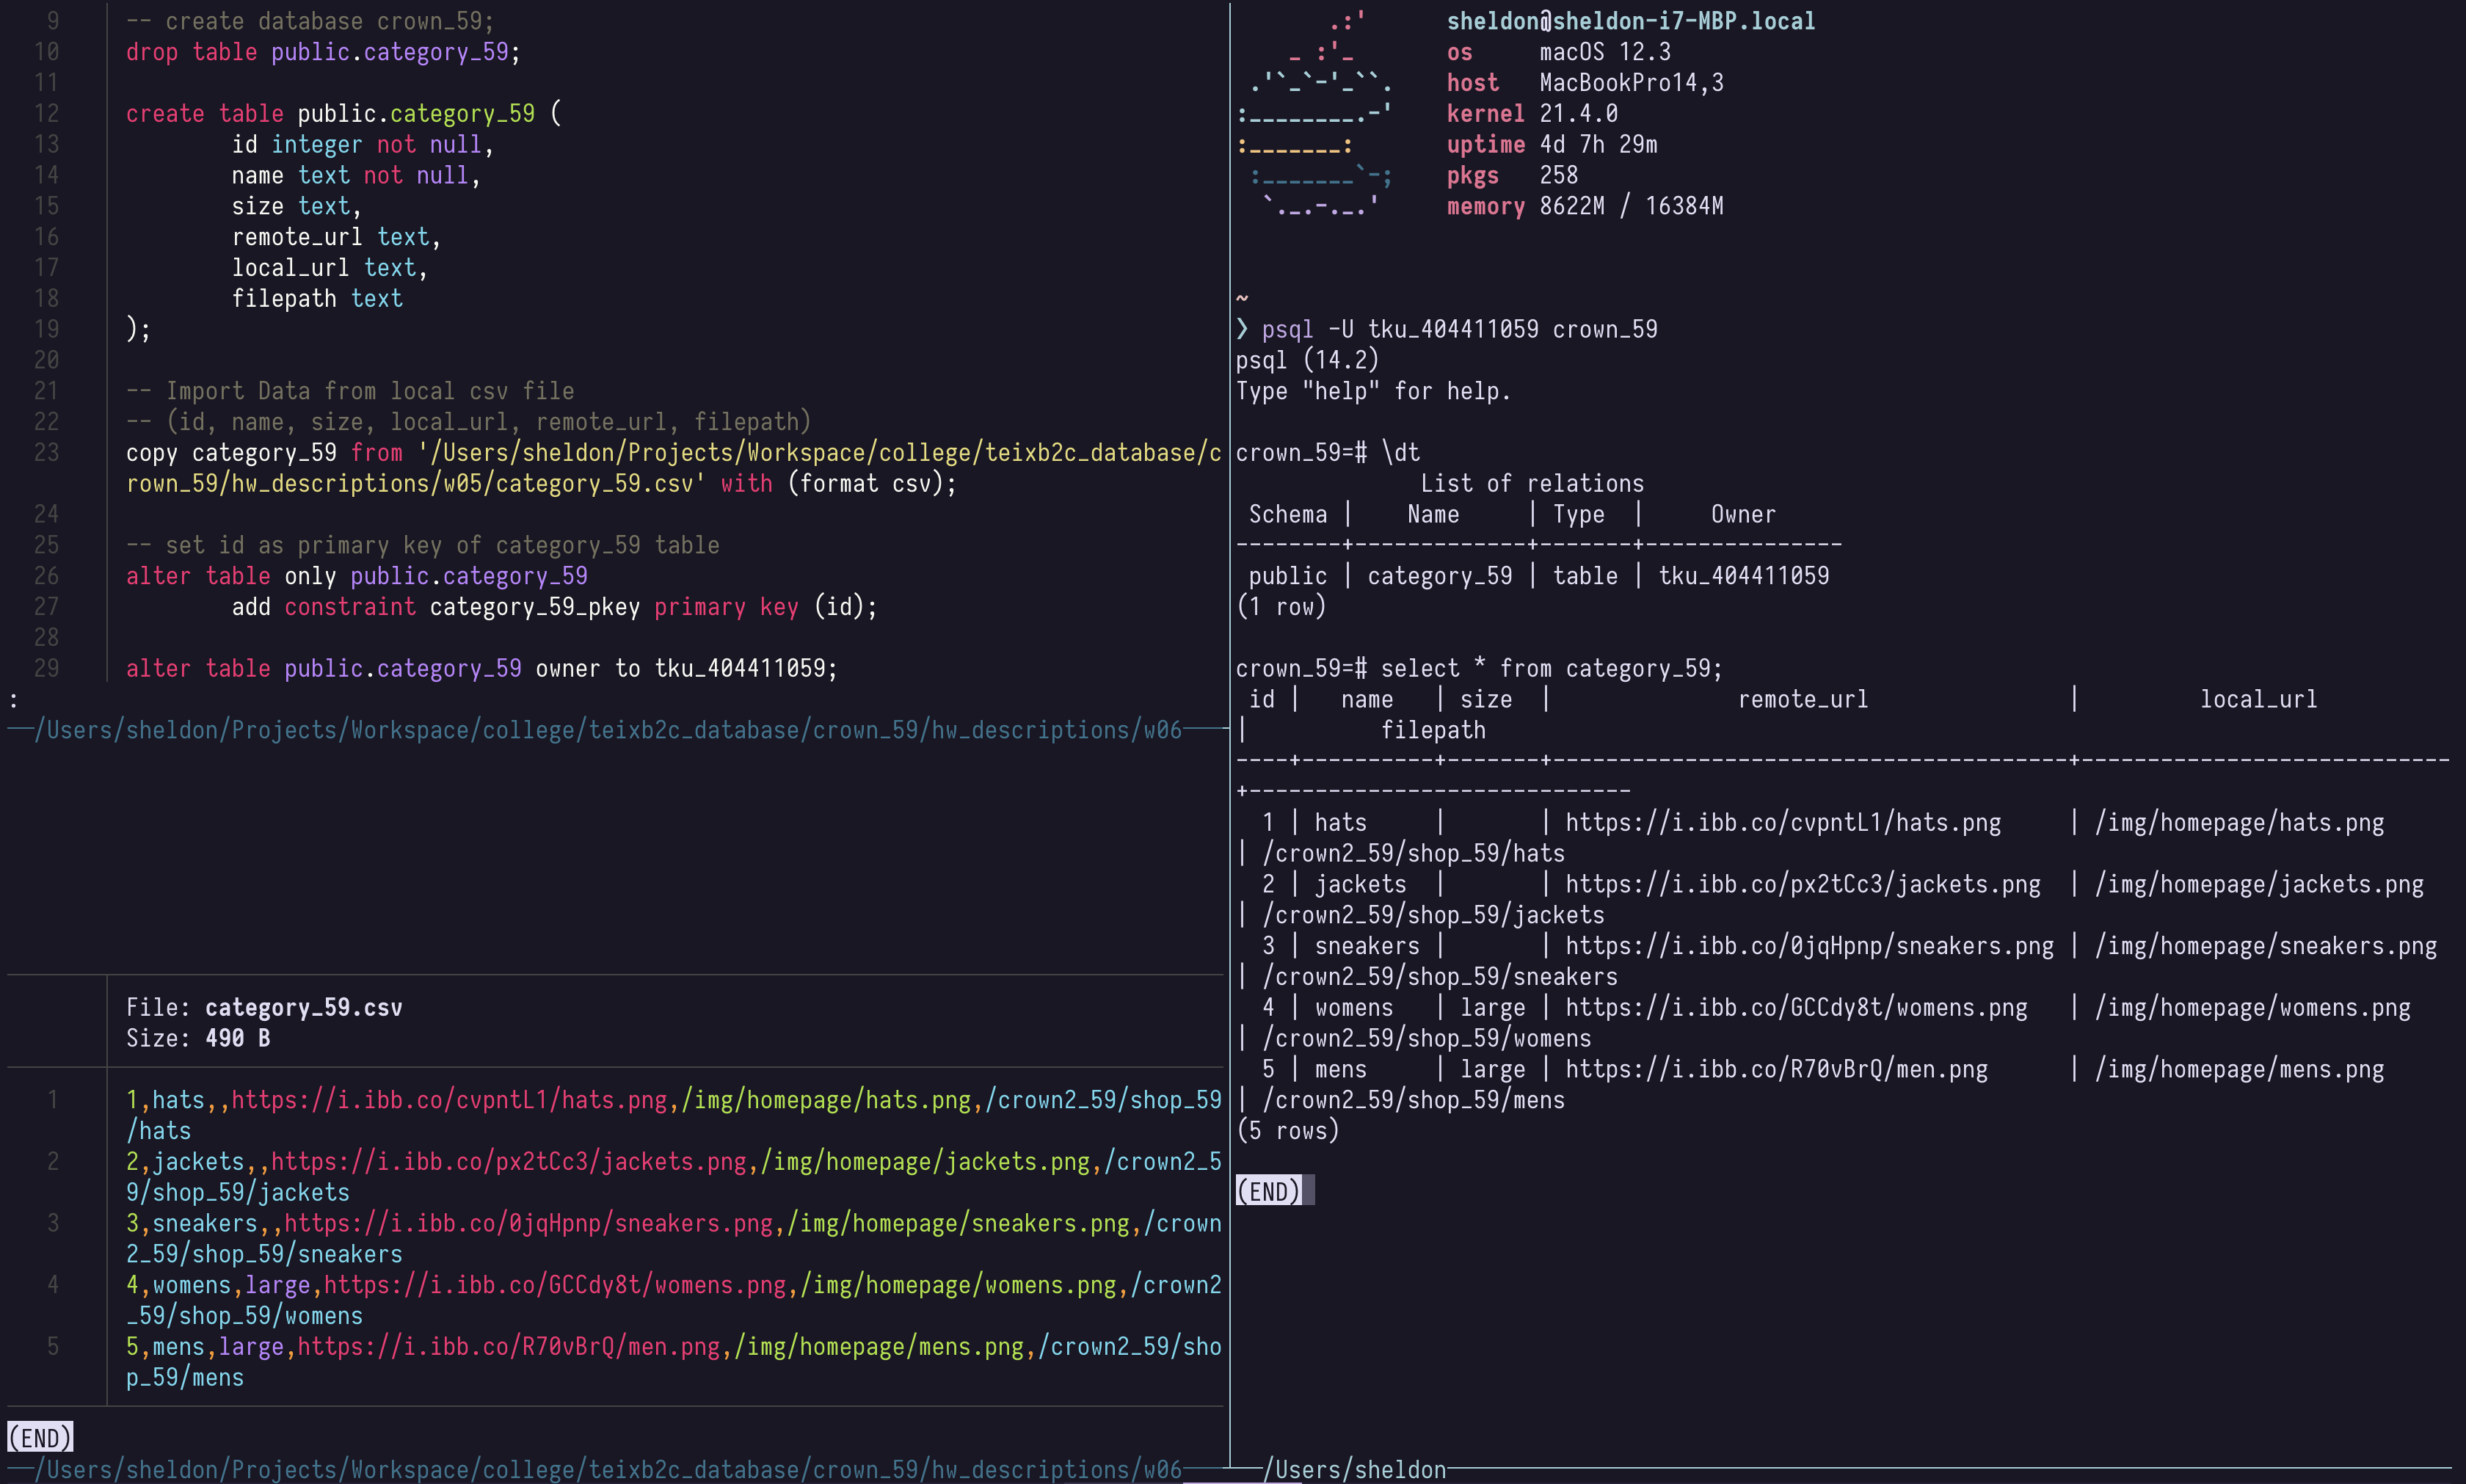 9 -- create database crown_59;
10 drop table public.category_59;
11
12 create table public.category_59 (
13 id integer not null,
14 name text not null,
15 size text,
16 remote_url text,
17 local_url text,
18 filepath text
19 );
20
21 -- Import Data from local csv file
22 -- (id, name, size, local_url, remote_url, filepath)
23 copy category_59 from '/Users/sheldon/Projects/Workspace/college/teixb2c_database/c
rown_59/hw_descriptions/w05/category_59.csv' with (format csv);
24
25 -- set id as primary key of category_59 table
26 alter table only public.category_59
27 add constraint category_59_pkey primary key (id);
28
29 alter table public.category_59 owner to tku_404411059;
:
/Users/sheldon/Projects/Workspace/college/teixb2c_database/crown_59/hw_descriptions/w06
File: category_59.csv
Size: 490 B
1 1,hats,,https://i.ibb.co/cvpntL1/hats.png,/img/homepage/hats.png,/crown2_59/shop_59
/hats
2 2,jackets,,https://i.ibb.co/px2tCc3/jackets.png,/img/homepage/jackets.png,/crown2_5
9/shop_59/jackets
3 3,sneakers,,https://i.ibb.co/0jqHpnp/sneakers.png,/img/homepage/sneakers.png,/crown
2_59/shop_59/sneakers
4 4,womens,large,https://i.ibb.co/GCCdy8t/womens.png,/img/homepage/womens.png,/crown2
_59/shop_59/womens
5 5,mens,large,https://i.ibb.co/R70vBrQ/men.png,/img/homepage/mens.png,/crown2_59/sho
p_59/mens
(END)
/Users/sheldon/Projects/Workspace/college/teixb2c_database/crown_59/hw_descriptions/w06
sheldon@sheldon-i7-MBP.local
os macOS 12.3
host MacBookPro14,3
kernel 21.4.0
uptime 4d 7h 29m
pkgs 258
memory 8622M / 16384M
~
❯ psql -U tku_404411059 crown_59
psql (14.2)
Type "help" for help.
crown_59=# \dt
List of relations
Schema | Name | Type | Owner
--------+-------------+-------+---------------
public | category_59 | table | tku_404411059
(1 row)
crown_59=# select * from category_59;
id | name | size | remote_url | local_url
| filepath
----+----------+-------+---------------------------------------+----------------------------
+-----------------------------
1 | hats | | https://i.ibb.co/cvpntL1/hats.png | /img/homepage/hats.png
| /crown2_59/shop_59/hats
2 | jackets | | https://i.ibb.co/px2tCc3/jackets.png | /img/homepage/jackets.png
| /crown2_59/shop_59/jackets
3 | sneakers | | https://i.ibb.co/0jqHpnp/sneakers.png | /img/homepage/sneakers.png
| /crown2_59/shop_59/sneakers
4 | womens | large | https://i.ibb.co/GCCdy8t/womens.png | /img/homepage/womens.png
| /crown2_59/shop_59/womens
5 | mens | large | https://i.ibb.co/R70vBrQ/men.png | /img/homepage/mens.png
| /crown2_59/shop_59/mens
(5 rows)
(END)
/Users/sheldon